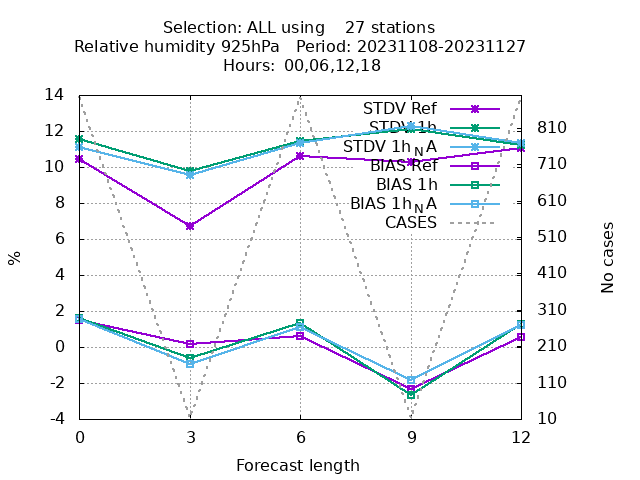 Selection: ALL using 27 stations
Relative humidity 925hPa Period: 20231108-20231127
Hours: 00,06,12,18
14
12
10
8
6
4
2
0
-2
-4
%
STDV Ref
STDV 1h
STDV 1h_NA
BIAS Ref
BIAS 1h
BIAS 1h_NA
CASES
810
710
610
510
410
310
210
110
10
No cases
0 3 6 9 12
Forecast length